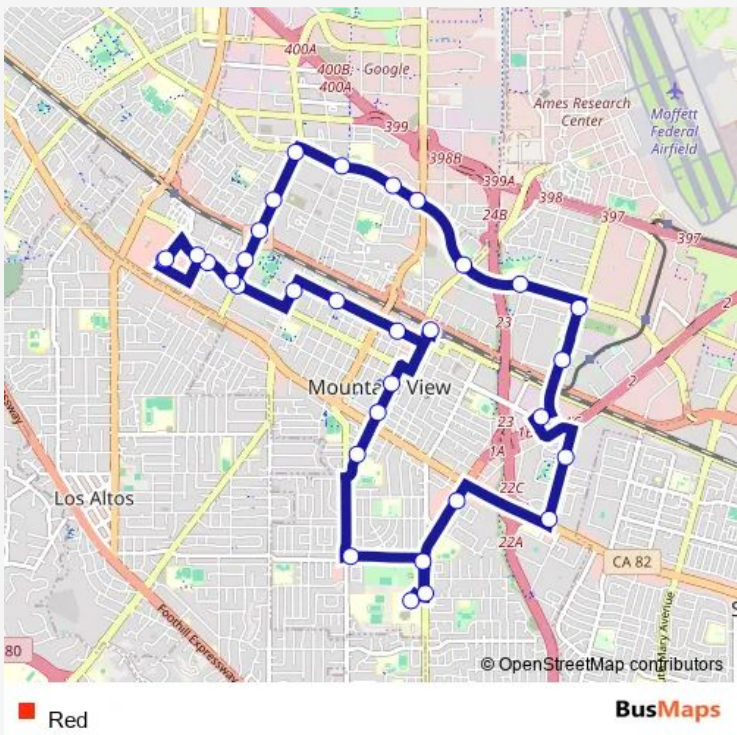 400A
400B;
400A
Google
399
398B
Ames Research
Center
Moffett
Federal
Airfield
399A
398
397
397
24B
23
2
2
Mountain View
23
1A
22C
22A
Los Altos
CA 82
Foothill Expressway
80
© OpenStreetMap contributors
Red
BusMaps